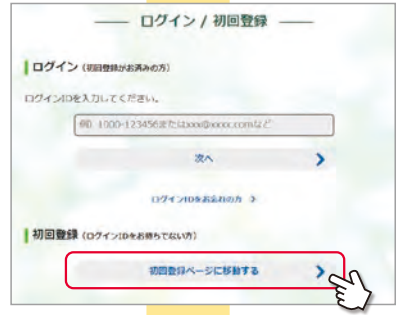 ログイン / 初回登録
ログイン (初回登録がお済みの方)
ログインIDを入力してください。
例. 1000-123456またはxxxx@xxxx.comなど
次へ
ログインIDをお忘れの方
初回登録 (ログインIDをお持ちでない方)
初回登録ページに移動する